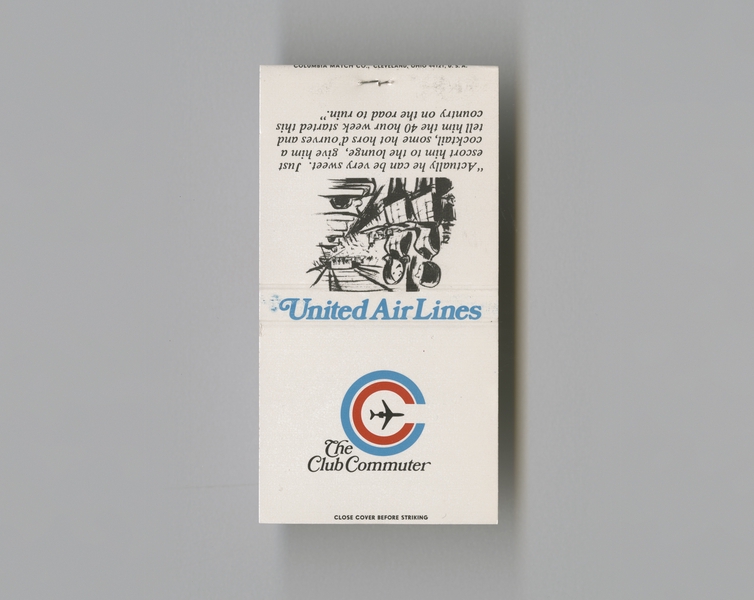 COLUMBIA MATCH CO., CLEVELAND, OHIO 44121, U. S. A.
"Actually he can be very sweet. Just
escort him to the lounge, give him a
cocktail, some hot hors d'ourves and
tell him the 40 hour week started this
country on the road to ruin."
United Air Lines
The
Club Commuter
CLOSE COVER BEFORE STRIKING